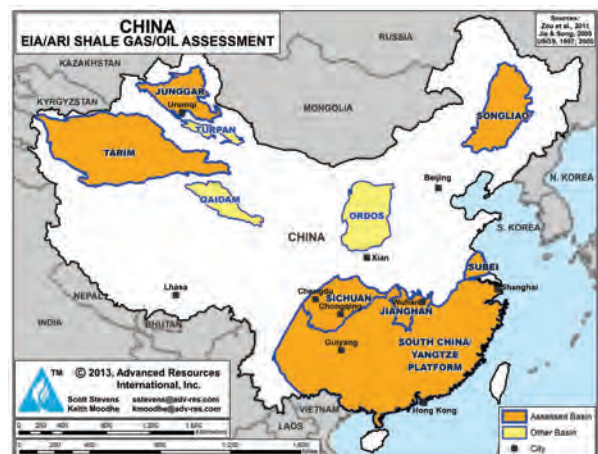 CHINA
EIA/ARI SHALE GAS/OIL ASSESSMENT
Sources:
Zou et al., 2011
Jia & Song, 2009
USGS, 1997; 2000
KAZAKHSTAN
RUSSIA
KYRGYZSTAN
JUNGGAR
Urumqi
MONGOLIA
SONGLIAO
TURPAN
TARIM
QAIDAM
Beijing
N. KOREA
ORDOS
S. KOREA
CHINA
Xian
SUBEI
Lhasa
Chengdu
Wuhan
Shanghai
NEPAL
SICHUAN
Chongqing
JIANGHAN
INDIA
BHUTAN
Guiyang
SOUTH CHINA/
YANGTZE
PLATFORM
TM
© 2013, Advanced Resources
International, Inc.
Scott Stevens sstevens@adv-res.com
Keith Moodhe kmoodhe@adv-res.com
VIETNAM
Hong Kong
LAOS
Assessed Basin
Other Basin
City